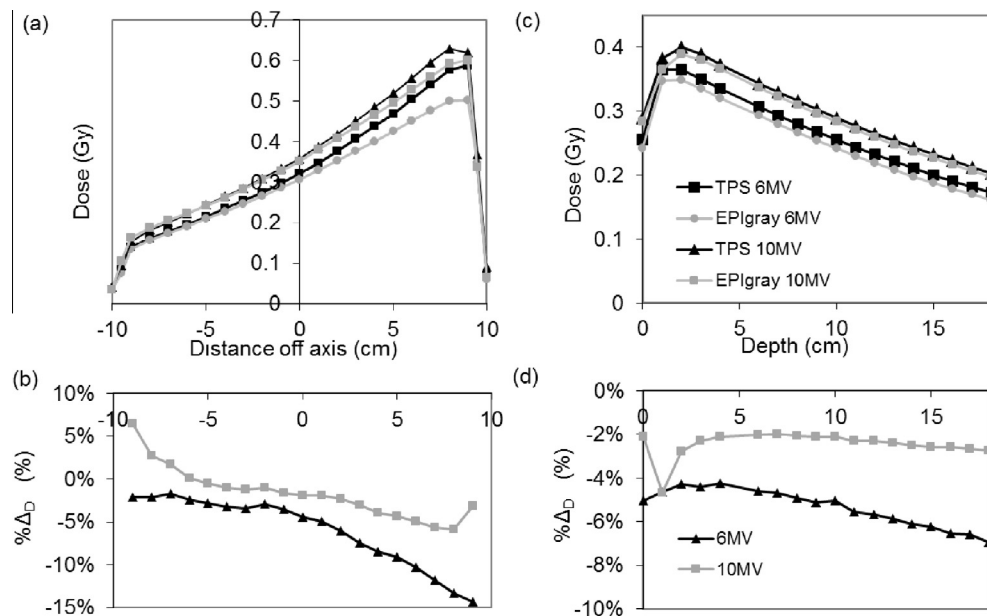 (a)
0.7
0.6
0.5
0.4
0.3
0.2
0.1
0
Dose (Gy)
-10
-5
0
5
10
Distance off axis (cm)
(c)
0.4
0.3
0.2
0.1
0
Dose (Gy)
TPS 6MV
EPIgray 6MV
TPS 10MV
EPIgray 10MV
0
5
10
15
Depth (cm)
(b)
10%
5%
0%
-5%
-10%
-15%
%ΔD (%)
-10
-5
0
5
10
(d)
0%
-2%
-4%
-6%
-8%
-10%
%ΔD (%)
0
5
10
15
6MV
10MV